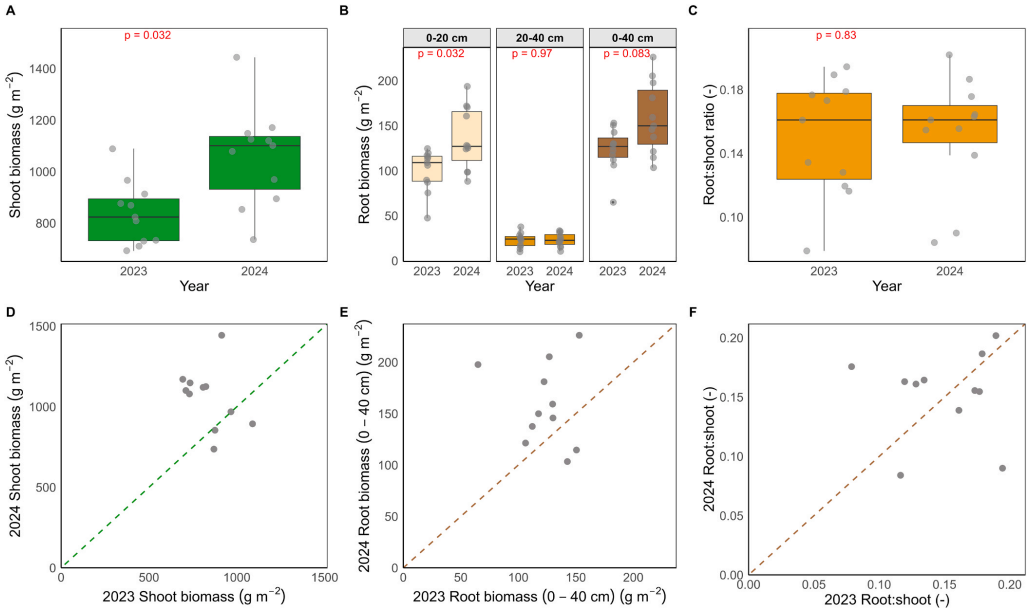 A
p = 0.032
Shoot biomass (g m⁻²)
1400
1200
1000
800
2023
2024
Year
B
0-20 cm
20-40 cm
0-40 cm
p = 0.032
p = 0.97
p = 0.083
Root biomass (g m⁻²)
200
150
100
50
0
2023 2024
2023 2024
2023 2024
Year
C
p = 0.83
Root:shoot ratio (-)
0.18
0.14
0.10
2023
2024
Year
D
2024 Shoot biomass (g m⁻²)
1500
1000
500
0
0
500
1000
1500
2023 Shoot biomass (g m⁻²)
E
2024 Root biomass (0 – 40 cm) (g m⁻²)
200
150
100
50
0
0
50
100
150
200
2023 Root biomass (0 – 40 cm) (g m⁻²)
F
2024 Root:shoot (-)
0.20
0.15
0.10
0.05
0.00
0.00
0.05
0.10
0.15
0.20
2023 Root:shoot (-)